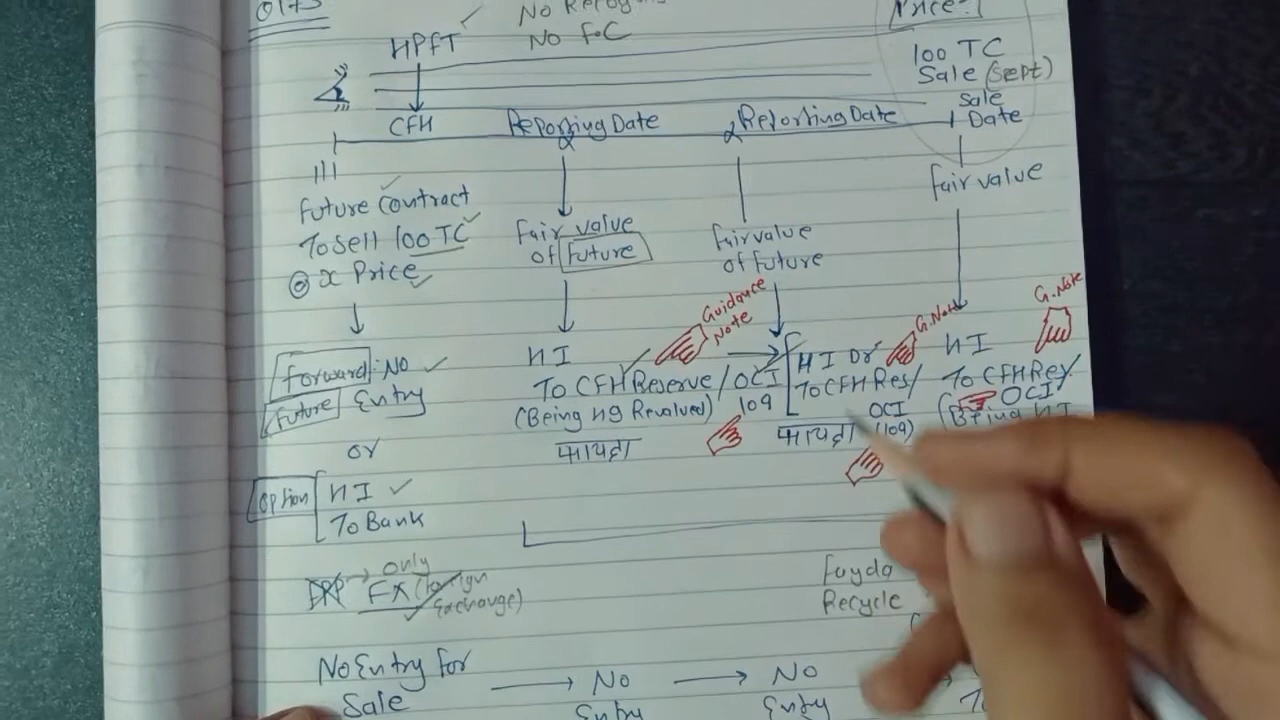 No
No F.C
HPFT
CFH
Reporting Date
Reporting Date
Price
100 TC
Sale (Sept)
Sale
Date
Future Contract
To Sell 100 TC
@ x Price
Fair value
of Future
Fair value
of future
Fair value
Guidance
Note
G. Note
G. Note
Forward: No
Future Entry
or
Option HI
To Bank
HI
To CFH Reserve / OCI
(Being hg Revalued) 109
फायदा
HI Dr
To CFH Res/
OCI
फायदा (109)
HI
To CFH Res/
OCI
(Being HI
only
FX (Foreign
Exchange)
Fayda
Recycle
No Entry for
Sale
No
Entry
No
Entry
To